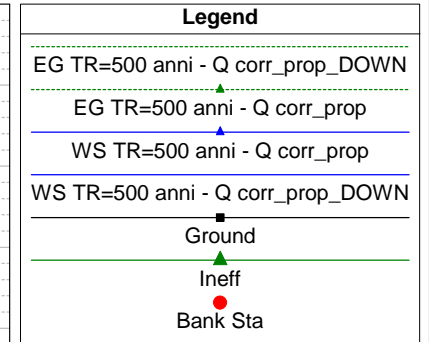 Legend
EG TR=500 anni - Q corr_prop_DOWN
EG TR=500 anni - Q corr_prop
WS TR=500 anni - Q corr_prop
WS TR=500 anni - Q corr_prop_DOWN
Ground
Ineff
Bank Sta